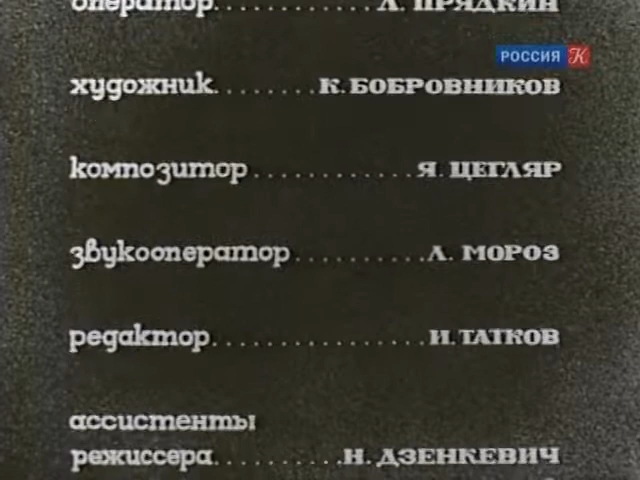 оператор.............Л. ПРЯДКИН
РОССИЯ К
художник........К. БОБРОВНИКОВ
композитор............Я. ЦЕГЛЯР
звукооператор..........Л. МОРОЗ
редактор................И. ТАТКОВ
ассистенты
режиссера..........Н. ДЗЕНКЕВИЧ